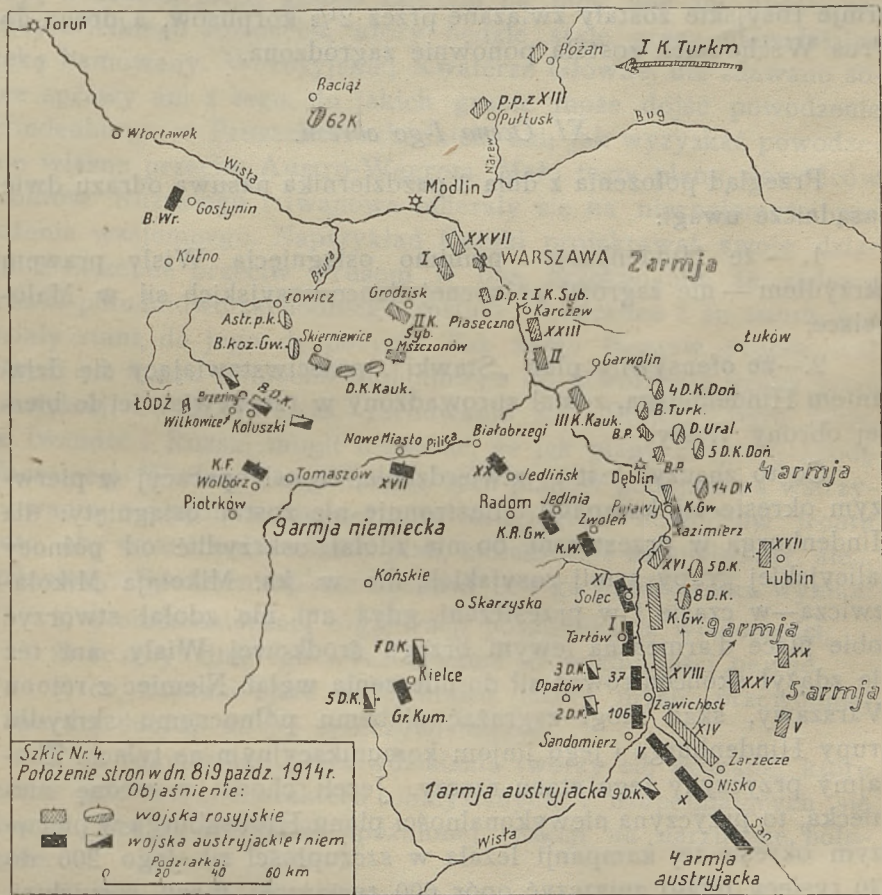 Toruń
Różan
I K. Turkm
Raciąż
62K
p.p.z XIII
Pułtusk
Bug
Narew
Włocławek
Wisła
Modlin
B. Wr.
Gostynin
Kutno
Bzura
XXVII
I
WARSZAWA
2 armja
Łowicz
Grodzisk
D.p.z I K. Syb.
Karczew
Astr. p.k.
II K.
Syb.
Piaseczno
XXIII
B. koz. Gw.
Skierniewice
Mszczonów
II
Łuków
Garwolin
D.K. Kauk.
4 D.K. Doń
8 D.K.
Brzeziny
ŁÓDŹ
III K. Kauk.
B. Turk.
Wilkowice
Koluszki
D. Ural.
B.P.
5 D.K. Doń
Nowe Miasto
Pilica
Białobrzegi
K.F.
Wolbórz
Tomaszów
XVII
XX
Jedlińsk
Dęblin
B.P.
4 armja
14 D K
Piotrków
9 armja niemiecka
Radom
Jedlnia
Puławy
K. Gw
K.R. Gw.
Zwoleń
Kazimierz
K.W.
XVI
5 D.K.
XVII
Lublin
Końskie
XI
Solec
8 D.K.
Skarzysko
K. Gw.
I
Tarłów
9 armja
7 D.K.
XX
Kielce
3 D.K.
37
XVIII
XXV
5 armja
5 D.K.
Gr. Kum.
Opatów
2 D.K.
106
Zawichost
XIV
V
Sandomierz
V
Zarzecze
1 armja austryjacka
9 D.K.
X
Nisko
Wisła
San
4 armja
austryjacka
Szkic Nr. 4.
Położenie stron w dn. 8 i 9 paźdz. 1914 r.
Objaśnienie:
wojska rosyjskie
wojska austryjackie i niem
Podziałka:
0 20 60 km